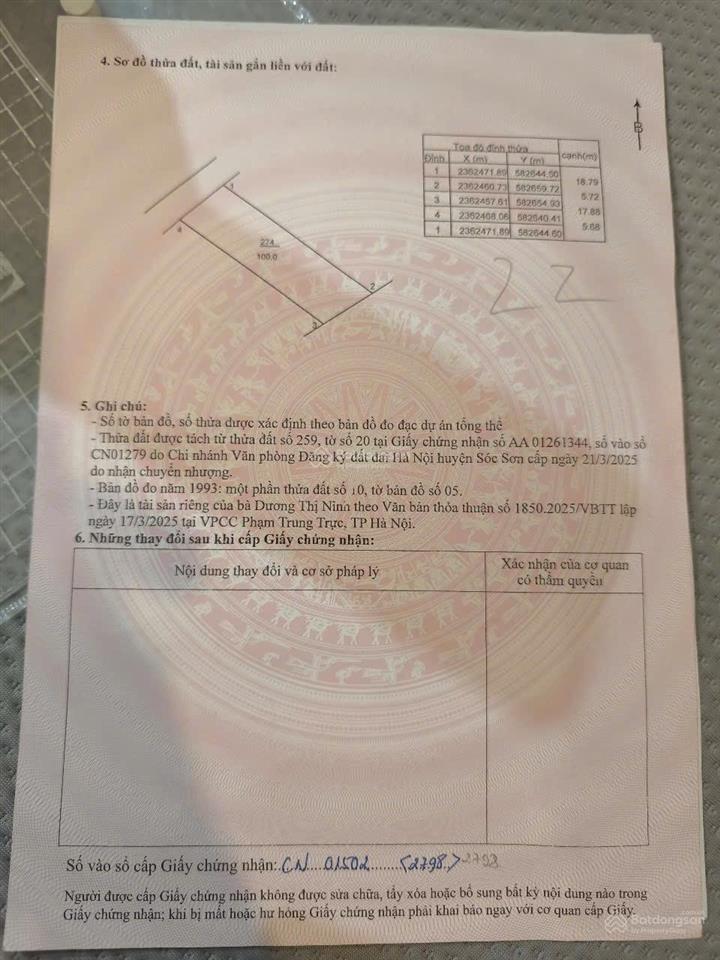 4. Sơ đồ thửa đất, tài sản gắn liền với đất:
B
Tọa độ đỉnh thửa cạnh(m)
Đỉnh X (m) Y (m)
1 2362471.89 582644.60
18.79
2 2362460.73 582659.72
5.72
3 2362457.61 582654.93
17.88
4 2362468.06 582640.41
5.68
1 2362471.89 582644.60
1
4
274
100.0
2
3
22
5. Ghi chú:
- Số tờ bản đồ, số thửa được xác định theo bản đồ đo đạc dự án tổng thể
- Thửa đất được tách từ thửa đất số 259, tờ số 20 tại Giấy chứng nhận số AA 01261344, số vào sổ
CN01279 do Chi nhánh Văn phòng Đăng ký đất đai Hà Nội huyện Sóc Sơn cấp ngày 21/3/2025
do nhận chuyển nhượng.
- Bản đồ đo năm 1993: một phần thửa đất số 10, tờ bản đồ số 05.
- Đây là tài sản riêng của bà Dương Thị Ninh theo Văn bản thỏa thuận số 1850.2025/VBTT lập
ngày 17/3/2025 tại VPCC Phạm Trung Trực, TP Hà Nội.
6. Những thay đổi sau khi cấp Giấy chứng nhận:
Nội dung thay đổi và cơ sở pháp lý
Xác nhận của cơ quan
có thẩm quyền
Số vào sổ cấp Giấy chứng nhận:.CN....01502.......<2798.>2798
Người được cấp Giấy chứng nhận không được sửa chữa, tẩy xóa hoặc bổ sung bất kỳ nội dung nào trong
Giấy chứng nhận; khi bị mất hoặc hư hỏng Giấy chứng nhận phải khai báo ngay với cơ quan cấp Giấy.
Batdongsan
by PropertyGuru